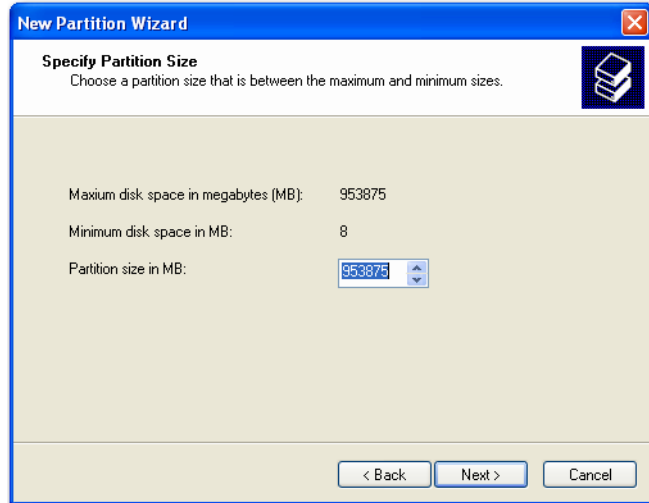 New Partition Wizard
Specify Partition Size
Choose a partition size that is between the maximum and minimum sizes.
Maxium disk space in megabytes (MB): 953875
Minimum disk space in MB: 8
Partition size in MB: 953875
< Back Next > Cancel